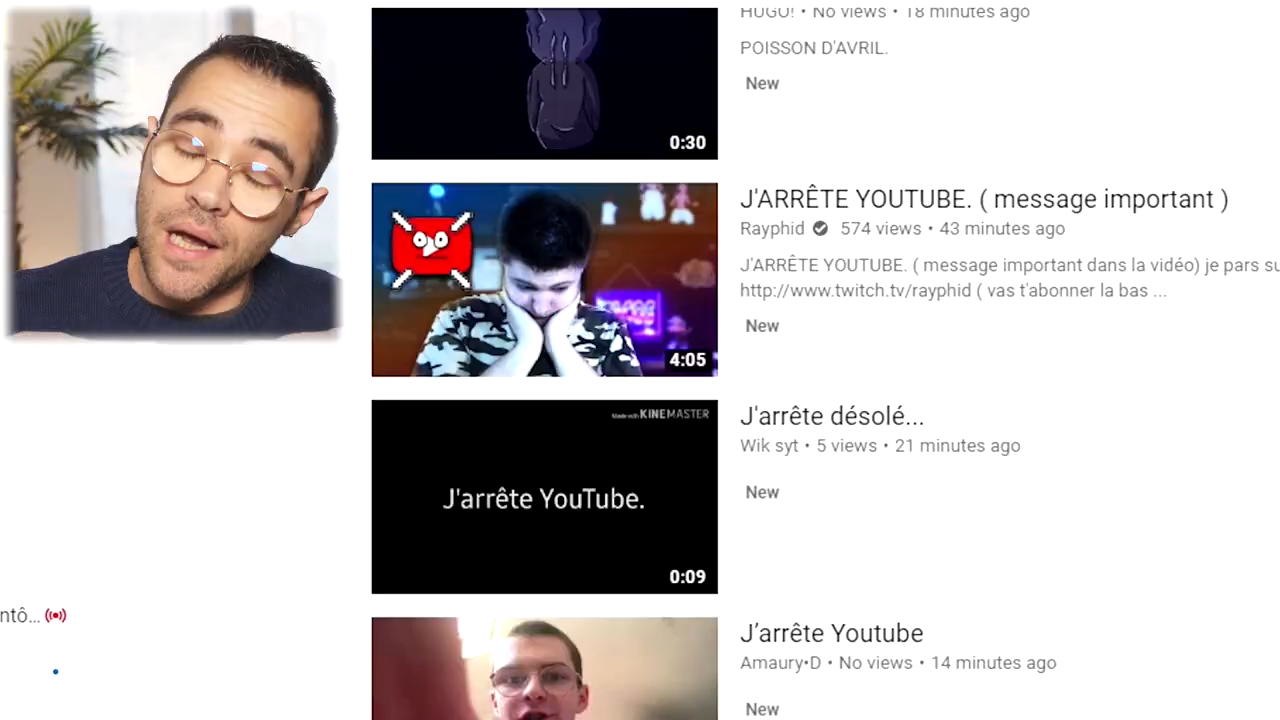 HUGO! • No views • 18 minutes ago
POISSON D'AVRIL.
New
0:30
J'ARRÊTE YOUTUBE. ( message important )
Rayphid 574 views • 43 minutes ago
J'ARRÊTE YOUTUBE. ( message important dans la vidéo) je pars su
http://www.twitch.tv/rayphid ( vas t'abonner la bas ...
New
4:05
Made with KINEMASTER
J'arrête YouTube.
0:09
J'arrête désolé...
Wik syt • 5 views • 21 minutes ago
New
ntô...
J’arrête Youtube
Amaury•D • No views • 14 minutes ago
New